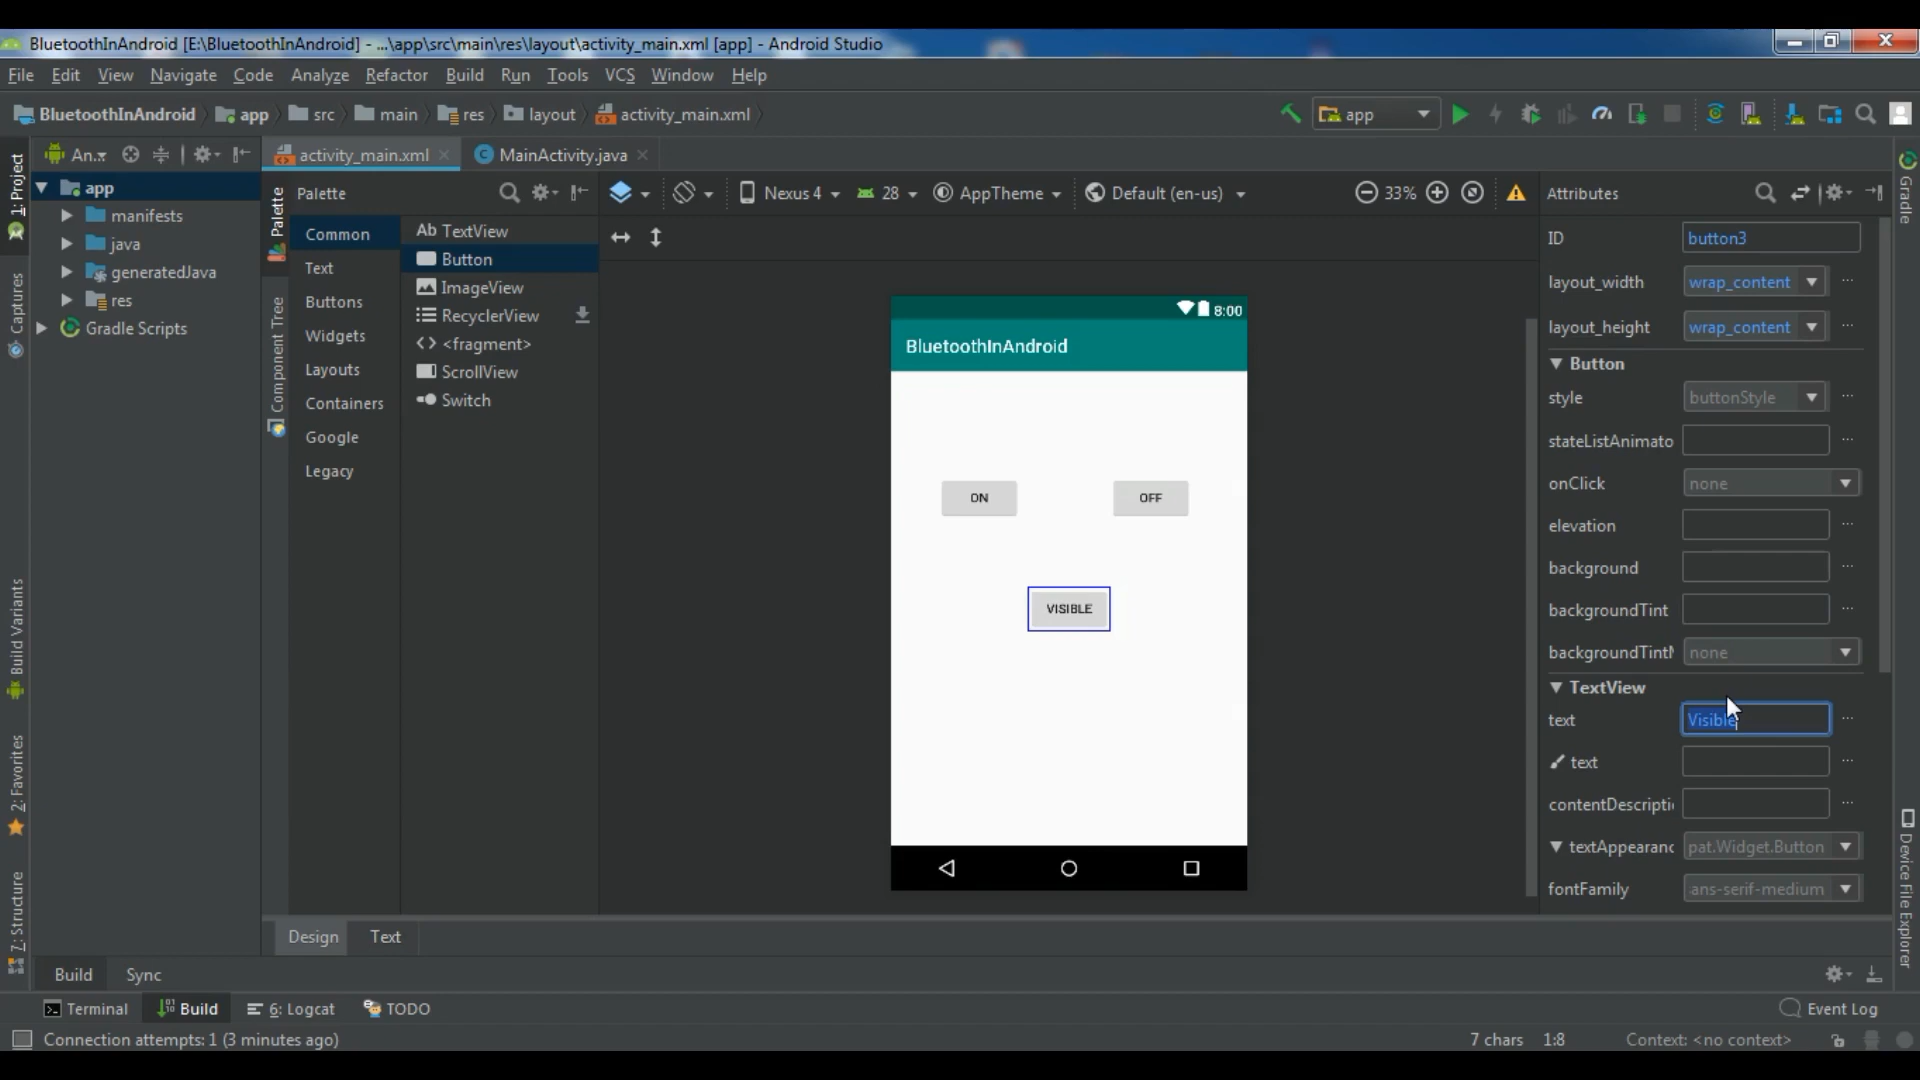 BluetoothInAndroid [E:\BluetoothInAndroid] - ...\app\src\main\res\layout\activity_main.xml [app] - Android Studio
File Edit View Navigate Code Analyze Refactor Build Run Tools VCS Window Help
BluetoothInAndroid app src main res layout activity_main.xml app
An.. activity_main.xml MainActivity.java
1: Project
Captures
Build Variants
2: Favorites
7: Structure
app
manifests
java
generatedJava
res
Gradle Scripts
Palette
Component Tree
Palette
Common
Text
Buttons
Widgets
Layouts
Containers
Google
Legacy
Ab TextView
Button
ImageView
RecyclerView
<fragment>
ScrollView
Switch
Nexus 4 28 AppTheme Default (en-us) 33%
8:00
BluetoothInAndroid
ON OFF
VISIBLE
Attributes
ID button3
layout_width wrap_content
layout_height wrap_content
Button
style buttonStyle
stateListAnimato
onClick none
elevation
background
backgroundTint
backgroundTintM none
TextView
text Visible
text
contentDescriptio
textAppearanc pat.Widget.Button
fontFamily ans-serif-medium
Gradle
Device File Explorer
Design Text
Build Sync
Terminal Build 6: Logcat TODO Event Log
Connection attempts: 1 (3 minutes ago) 7 chars 1:8 Context: <no context>